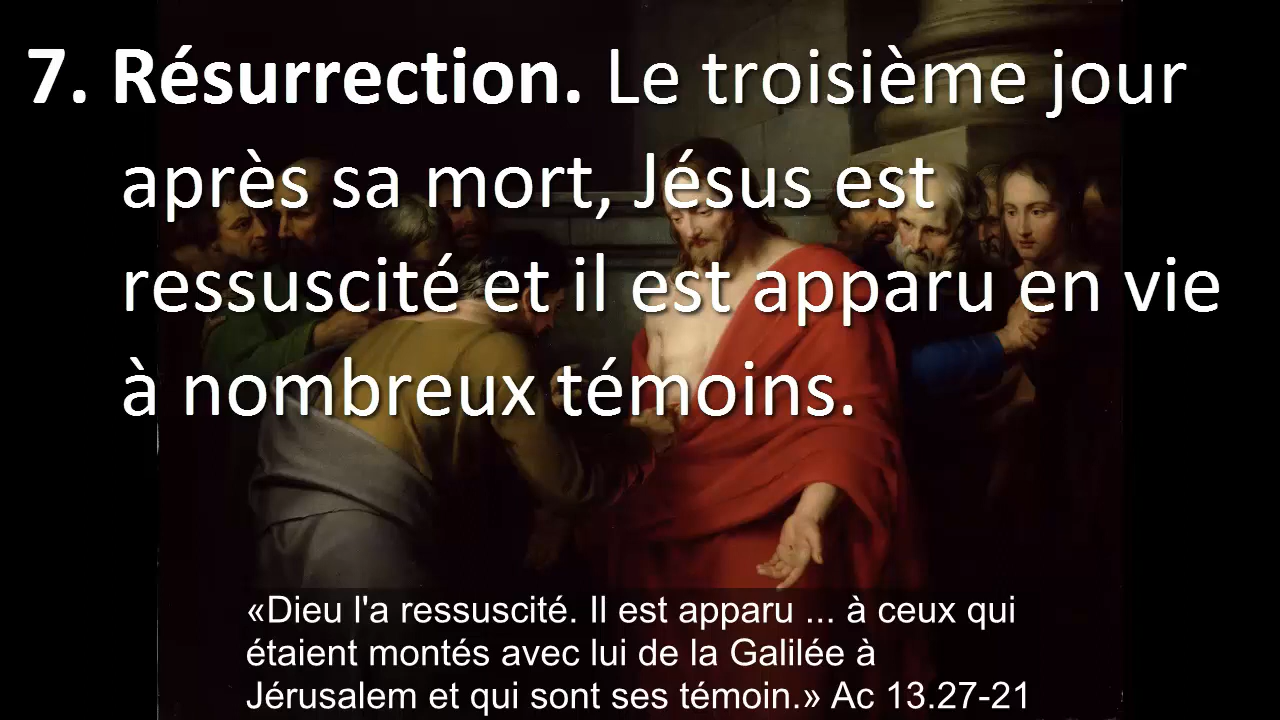 7. Résurrection. Le troisième jour
après sa mort, Jésus est
ressuscité et il est apparu en vie
à nombreux témoins.
«Dieu l'a ressuscité. Il est apparu ... à ceux qui
étaient montés avec lui de la Galilée à
Jérusalem et qui sont ses témoin.» Ac 13.27-21